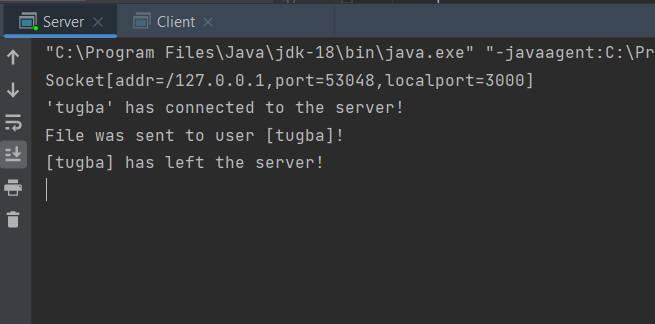 Server
Client
"C:\Program Files\Java\jdk-18\bin\java.exe" "-javaagent:C:\Pr
Socket[addr=/127.0.0.1,port=53048,localport=3000]
'tugba' has connected to the server!
File was sent to user [tugba]!
[tugba] has left the server!